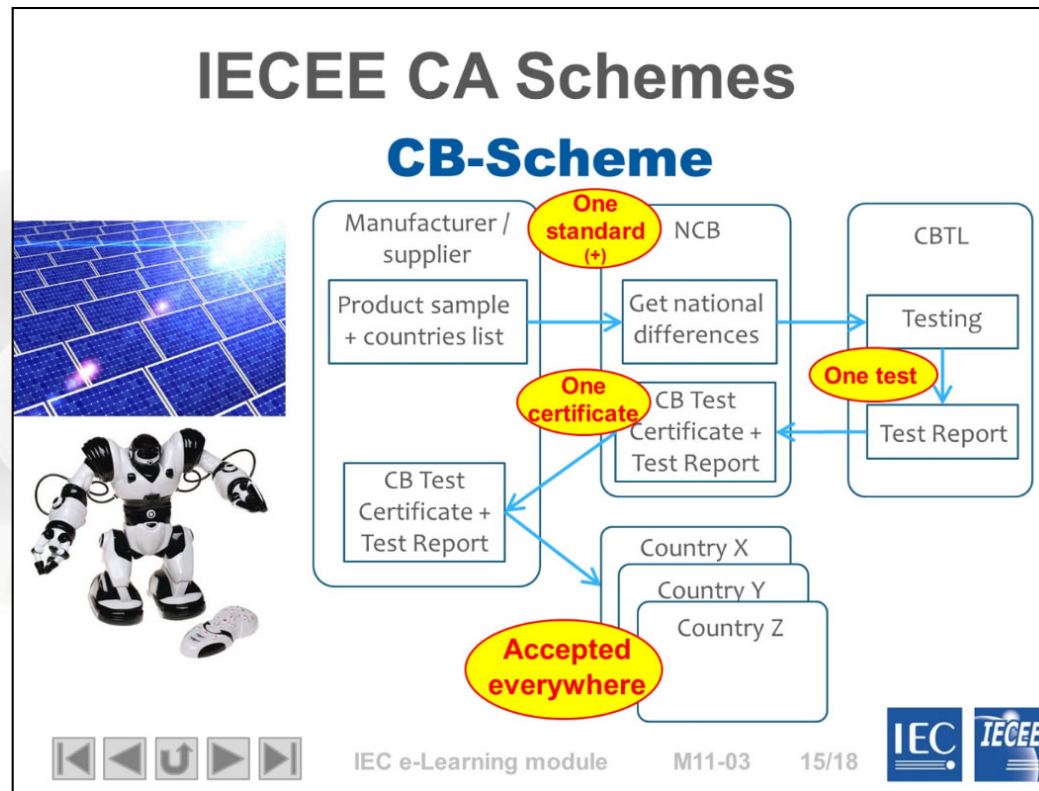 IECEE CA Schemes
CB-Scheme
Manufacturer /
supplier
Product sample
+ countries list
One
standard
(+)
NCB
Get national
differences
CBTL
Testing
One test
Test Report
One
certificate
CB Test
Certificate +
Test Report
CB Test
Certificate +
Test Report
Country X
Country Y
Country Z
Accepted
everywhere
IEC e-Learning module M11-03 15/18
IEC
IECEE